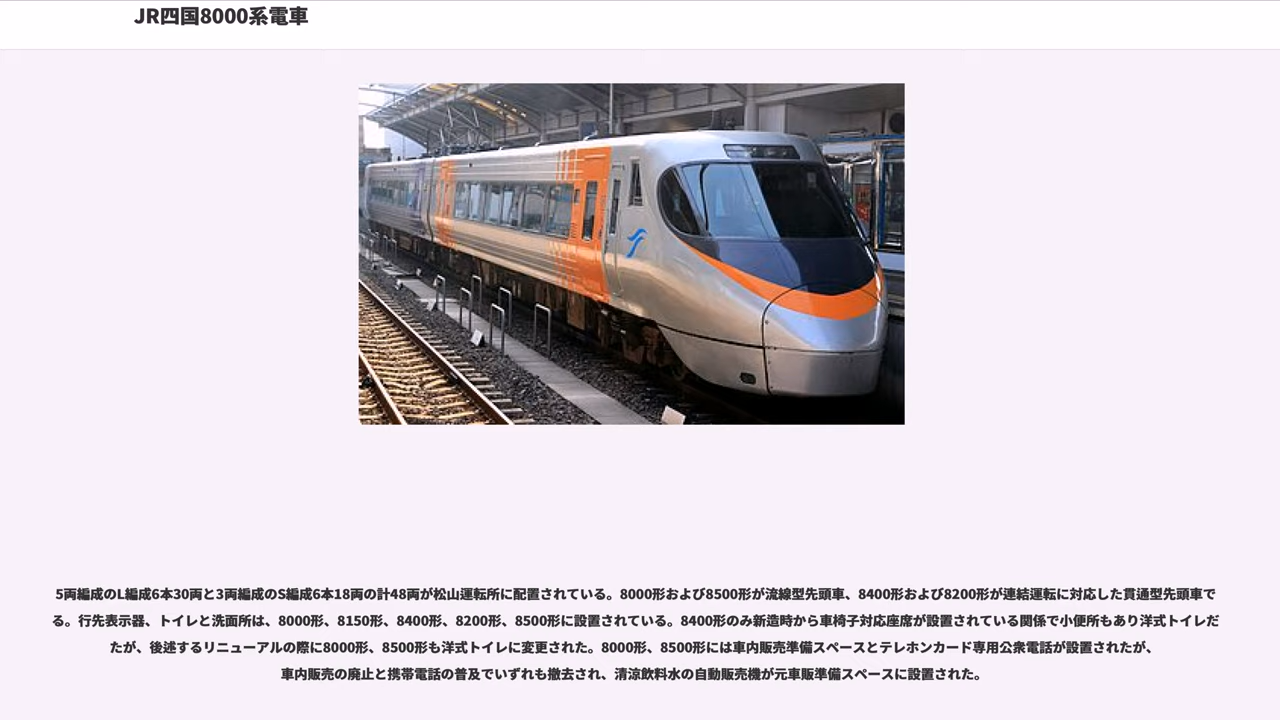 JR四国8000系電車
5両編成のL編成6本30両と3両編成のS編成6本18両の計48両が松山運転所に配置されている。8000形および8500形が流線型先頭車、8400形および8200形が連結運転に対応した貫通型先頭車で
る。行先表示器、トイレと洗面所は、8000形、8150形、8400形、8200形、8500形に設置されている。8400形のみ新造時から車椅子対応座席が設置されている関係で小便所もあり洋式トイレだ
たが、後述するリニューアルの際に8000形、8500形も洋式トイレに変更された。8000形、8500形には車内販売準備スペースとテレホンカード専用公衆電話が設置されたが、
車内販売の廃止と携帯電話の普及でいずれも撤去され、清涼飲料水の自動販売機が元車販準備スペースに設置された。